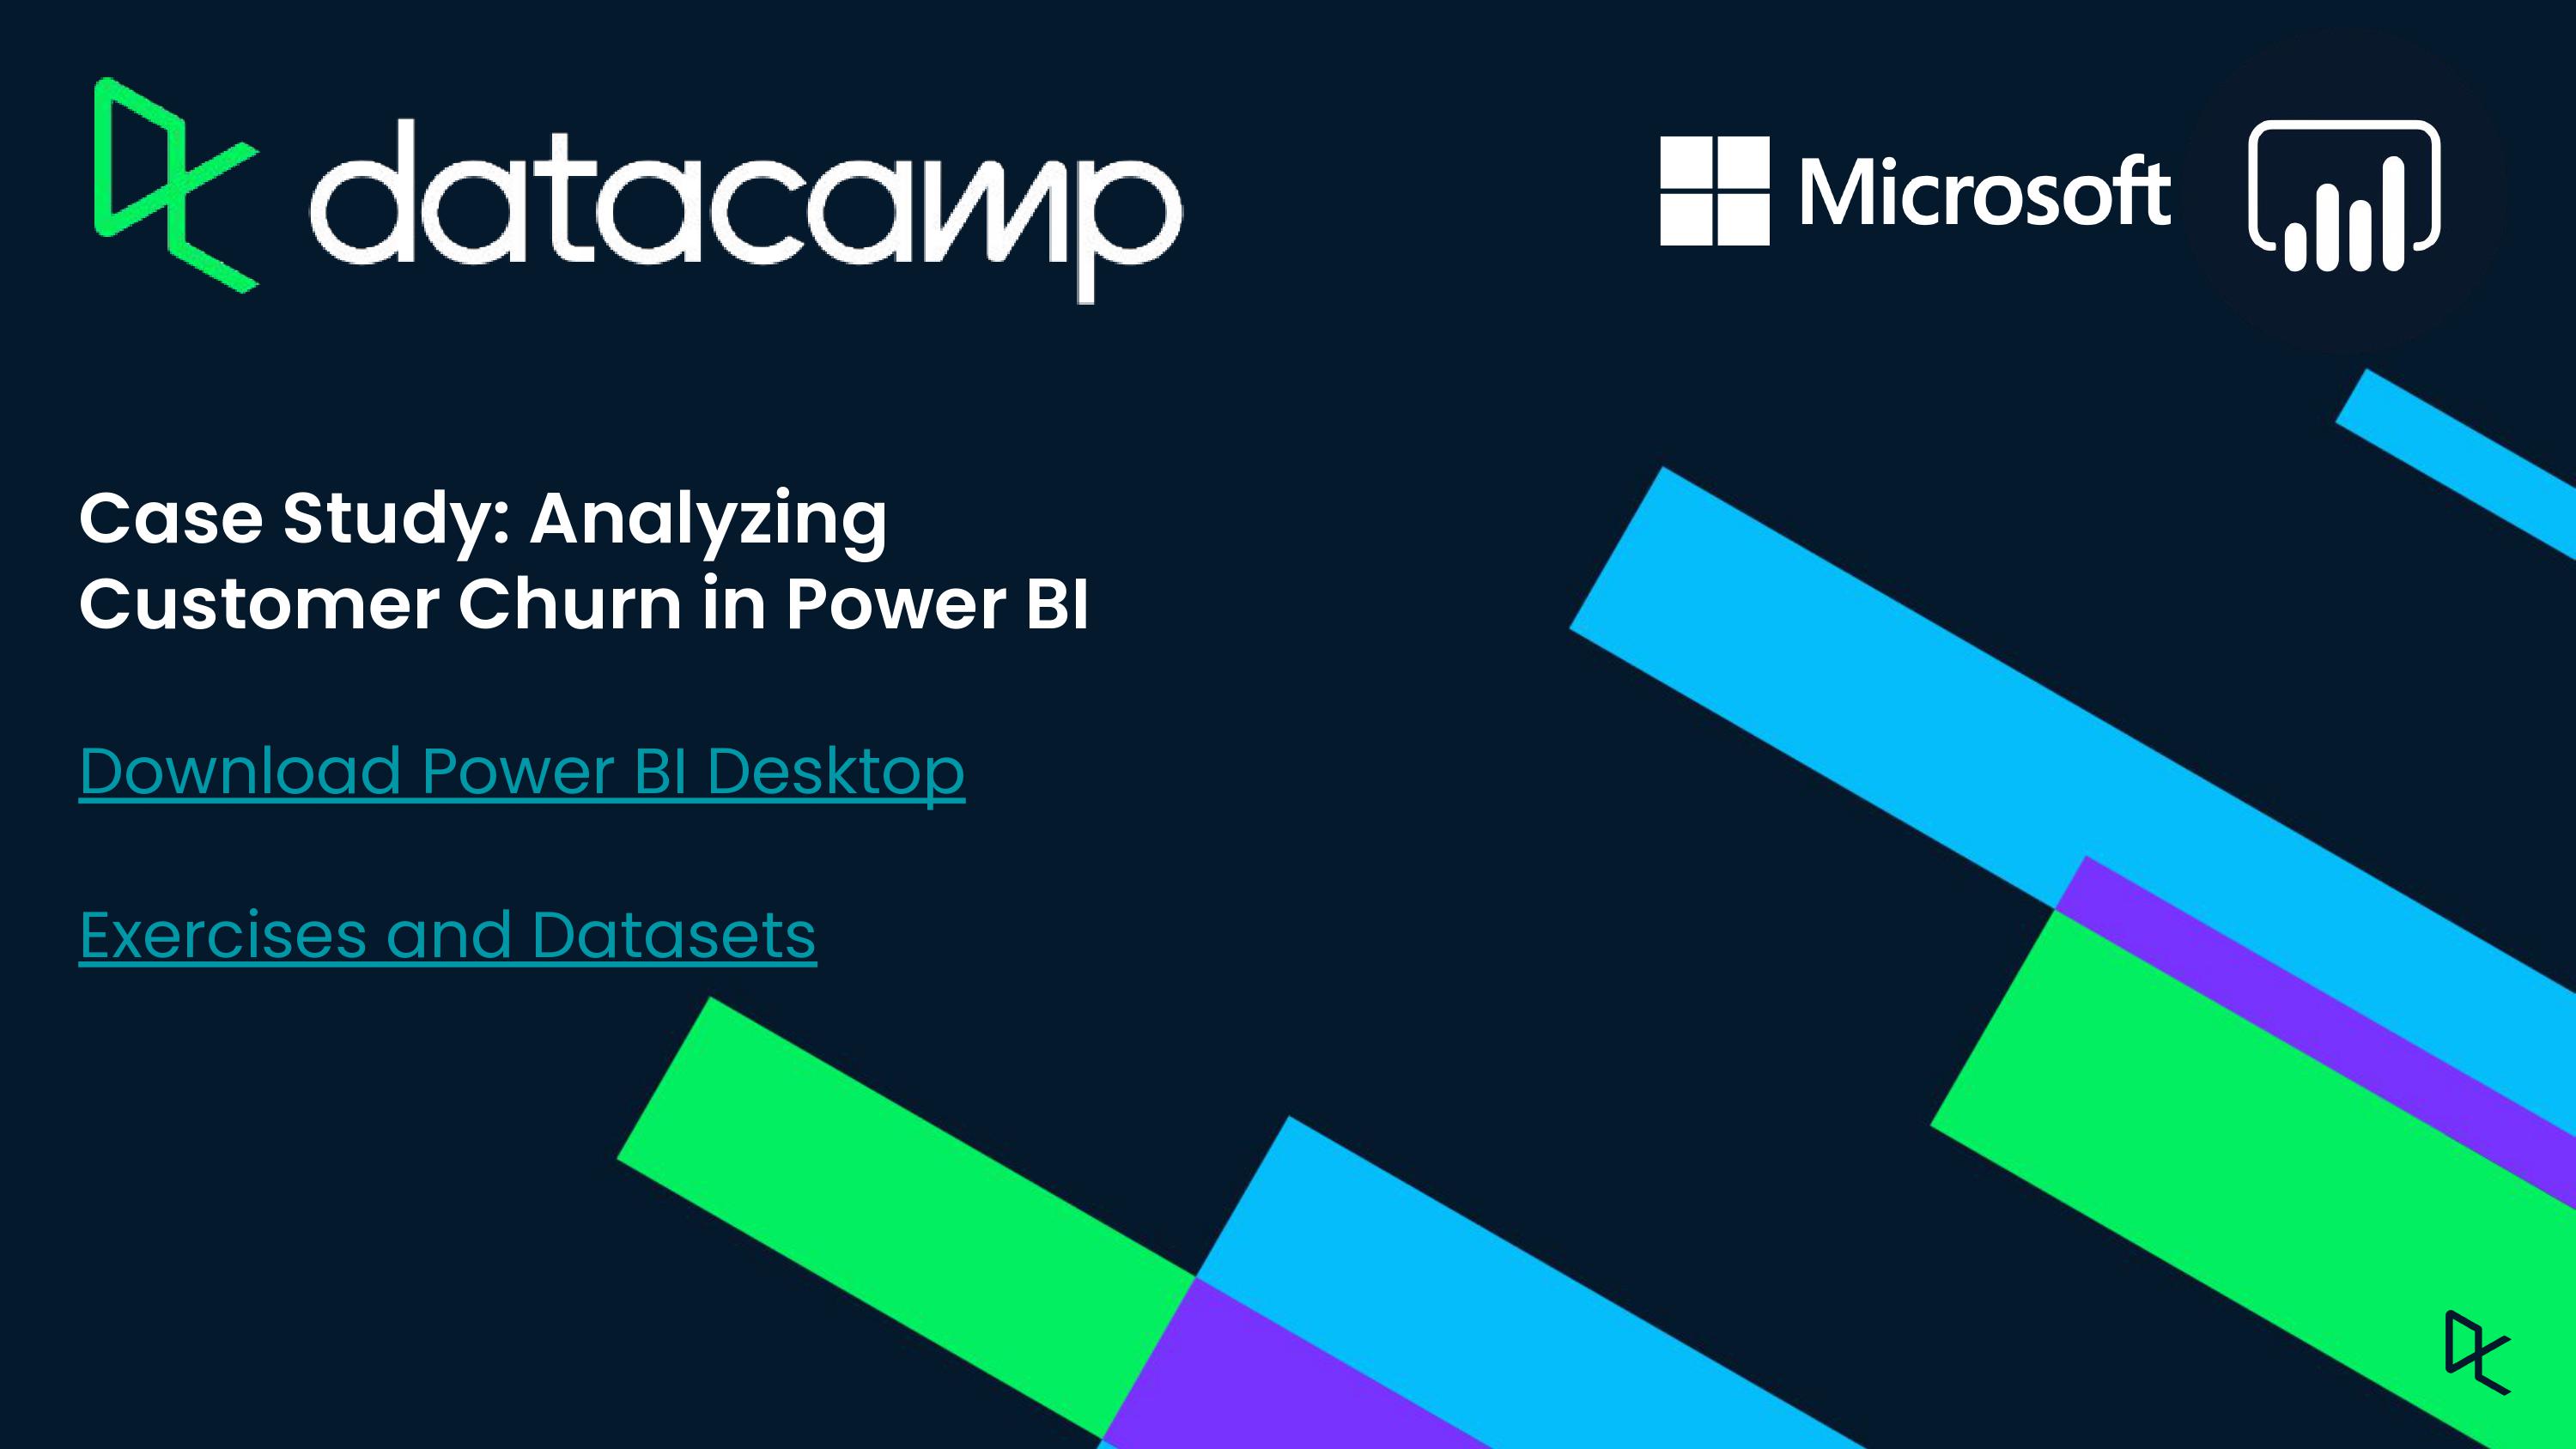 datacamp
Microsoft
Case Study: Analyzing
Customer Churn in Power BI
Download Power BI Desktop
Exercises and Datasets